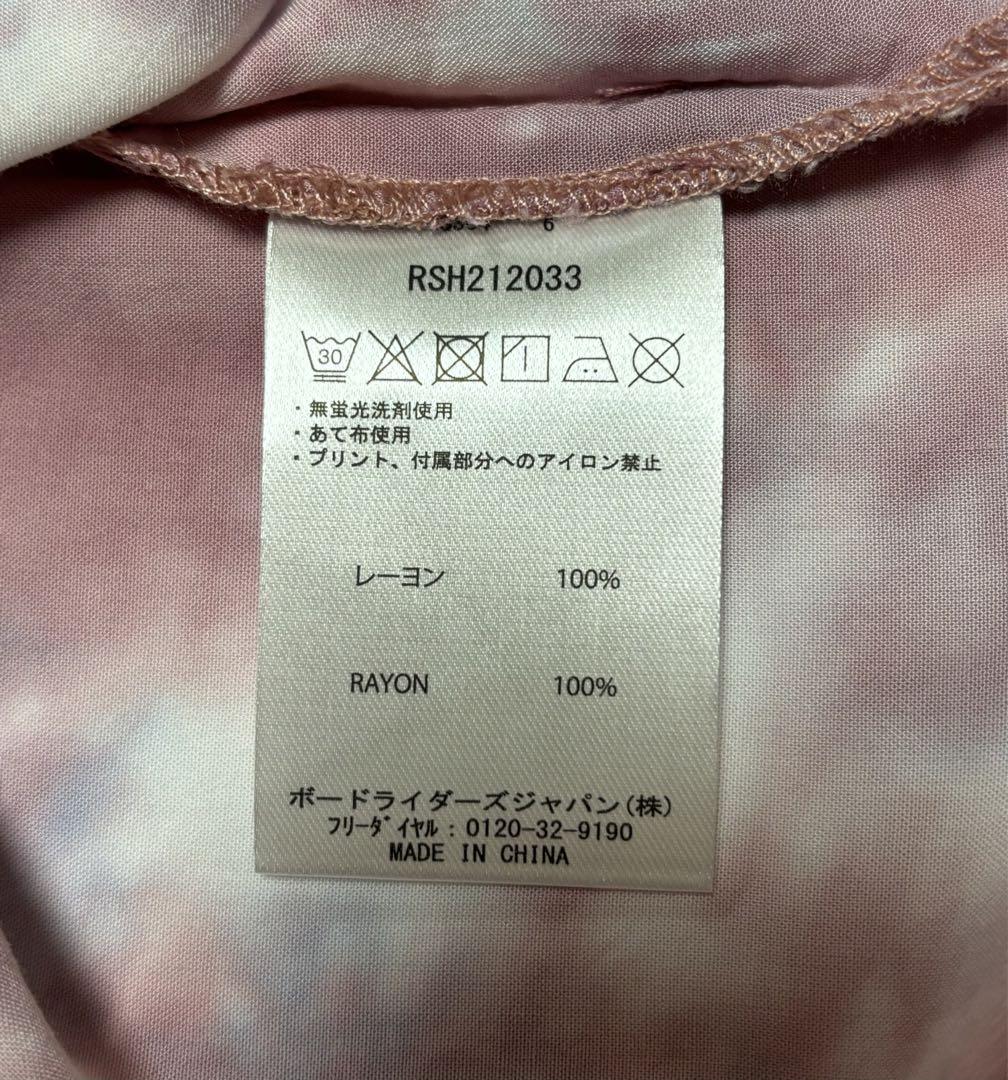 RSH212033
30
・無蛍光洗剤使用
・あて布使用
・プリント、付属部分へのアイロン禁止
レーヨン 100%
RAYON 100%
ボードライダーズジャパン(株)
フリーダイヤル:0120-32-9190
MADE IN CHINA